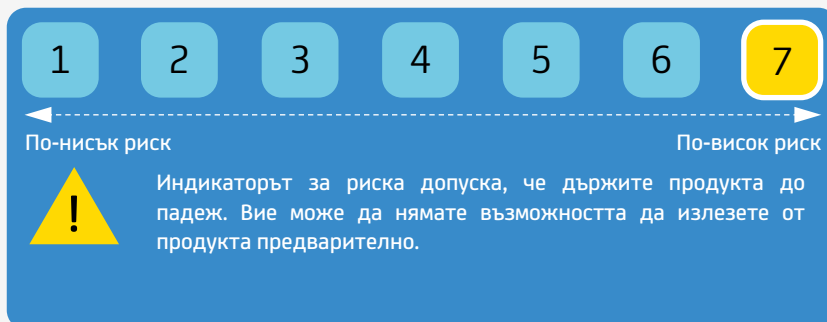 1 2 3 4 5 6 7
По-нисък риск По-висок риск
!
Индикаторът за риска допуска, че държите продукта до
падеж. Вие може да нямате възможността да излезете от
продукта предварително.